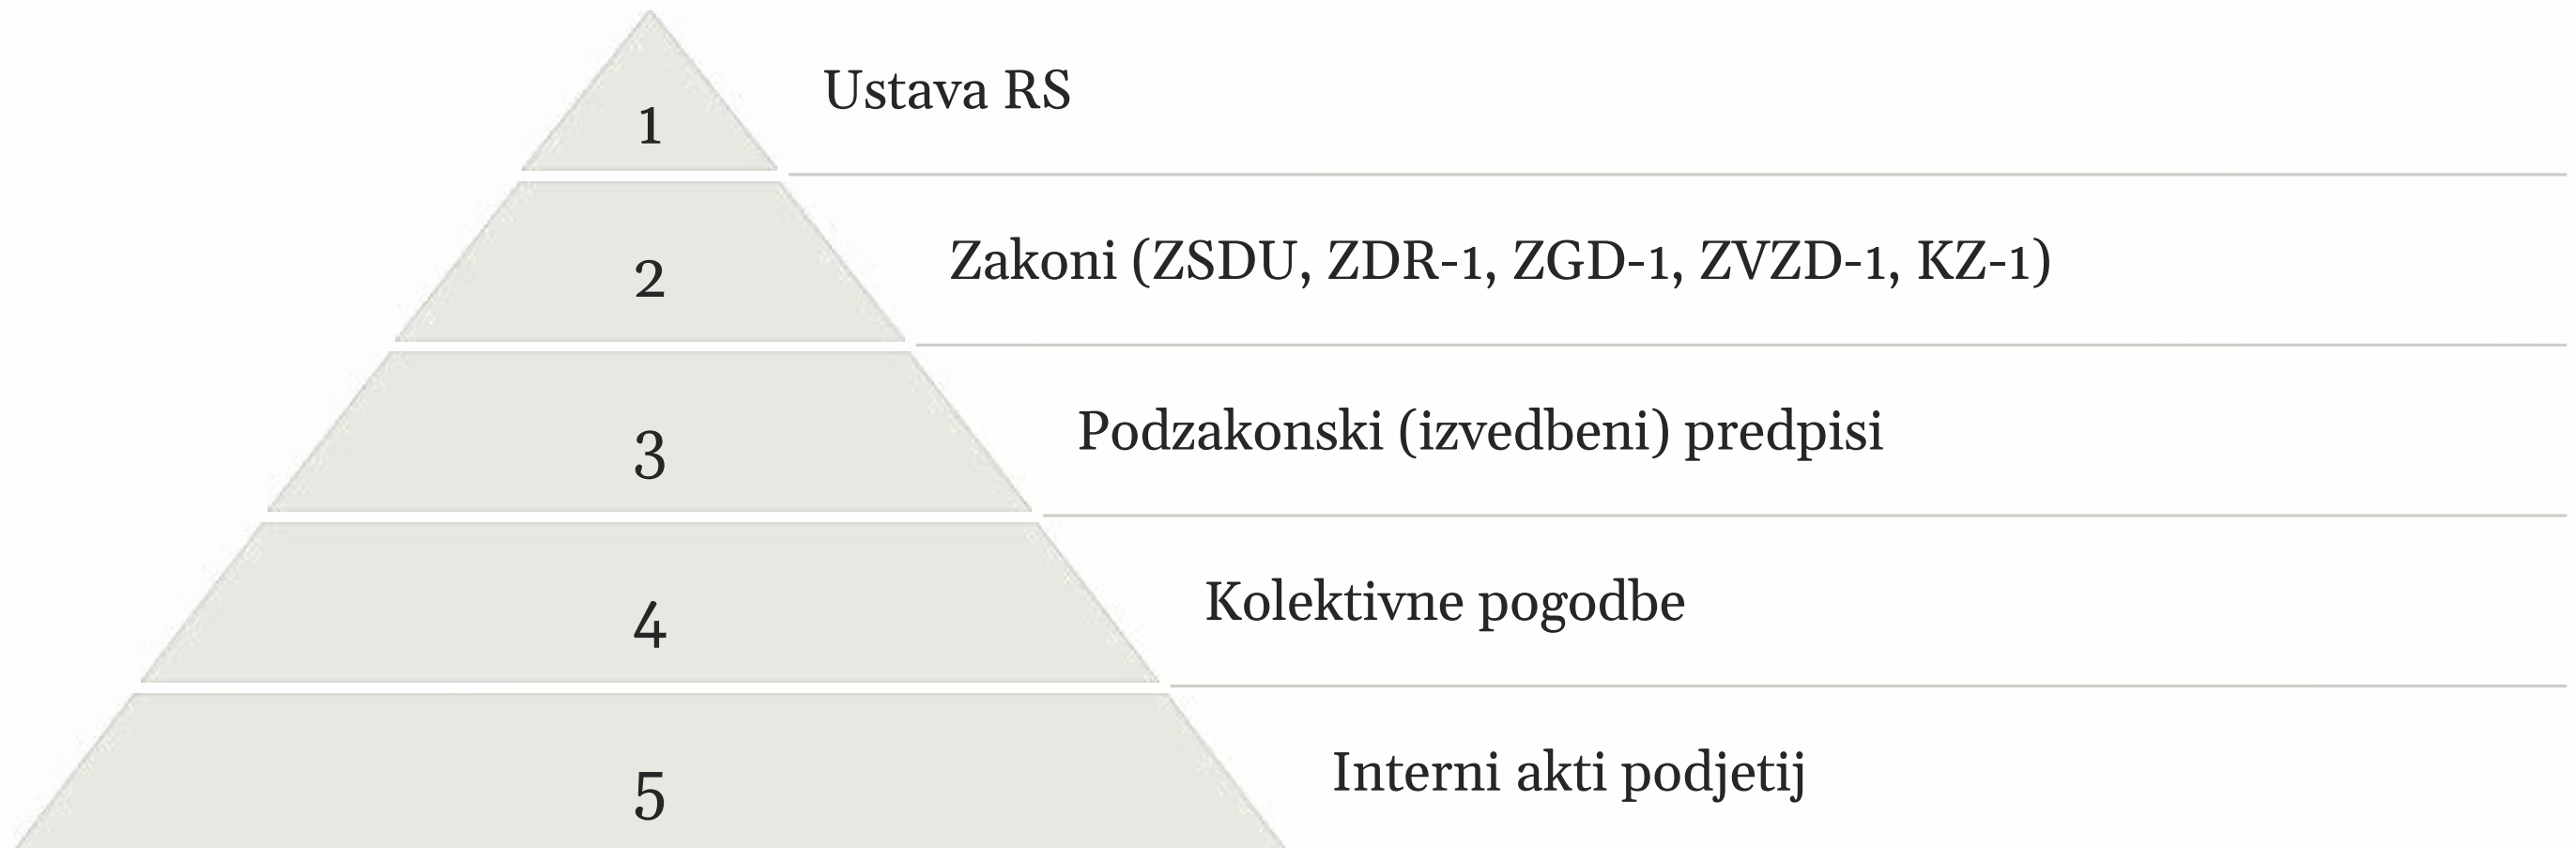 1
Ustava RS
2
Zakoni (ZSDU, ZDR-1, ZGD-1, ZVZD-1, KZ-1)
3
Podzakonski (izvedbeni) predpisi
4
Kolektivne pogodbe
5
Interni akti podjetij